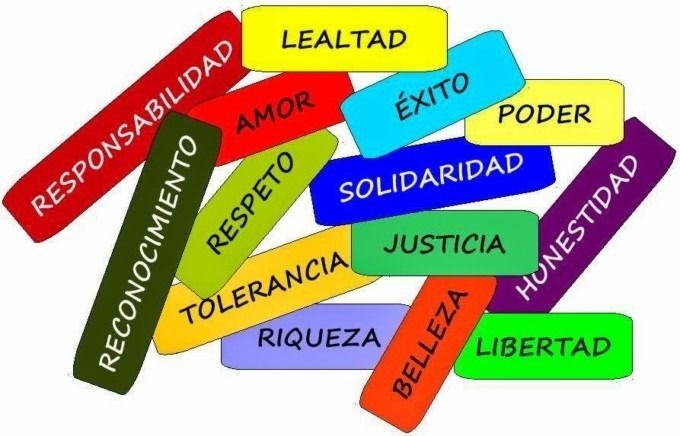 LEALTAD
RESPONSABILIDAD
AMOR
ÉXITO
PODER
RECONOCIMIENTO
RESPETO
SOLIDARIDAD
HONESTIDAD
JUSTICIA
TOLERANCIA
RIQUEZA
BELLEZA
LIBERTAD